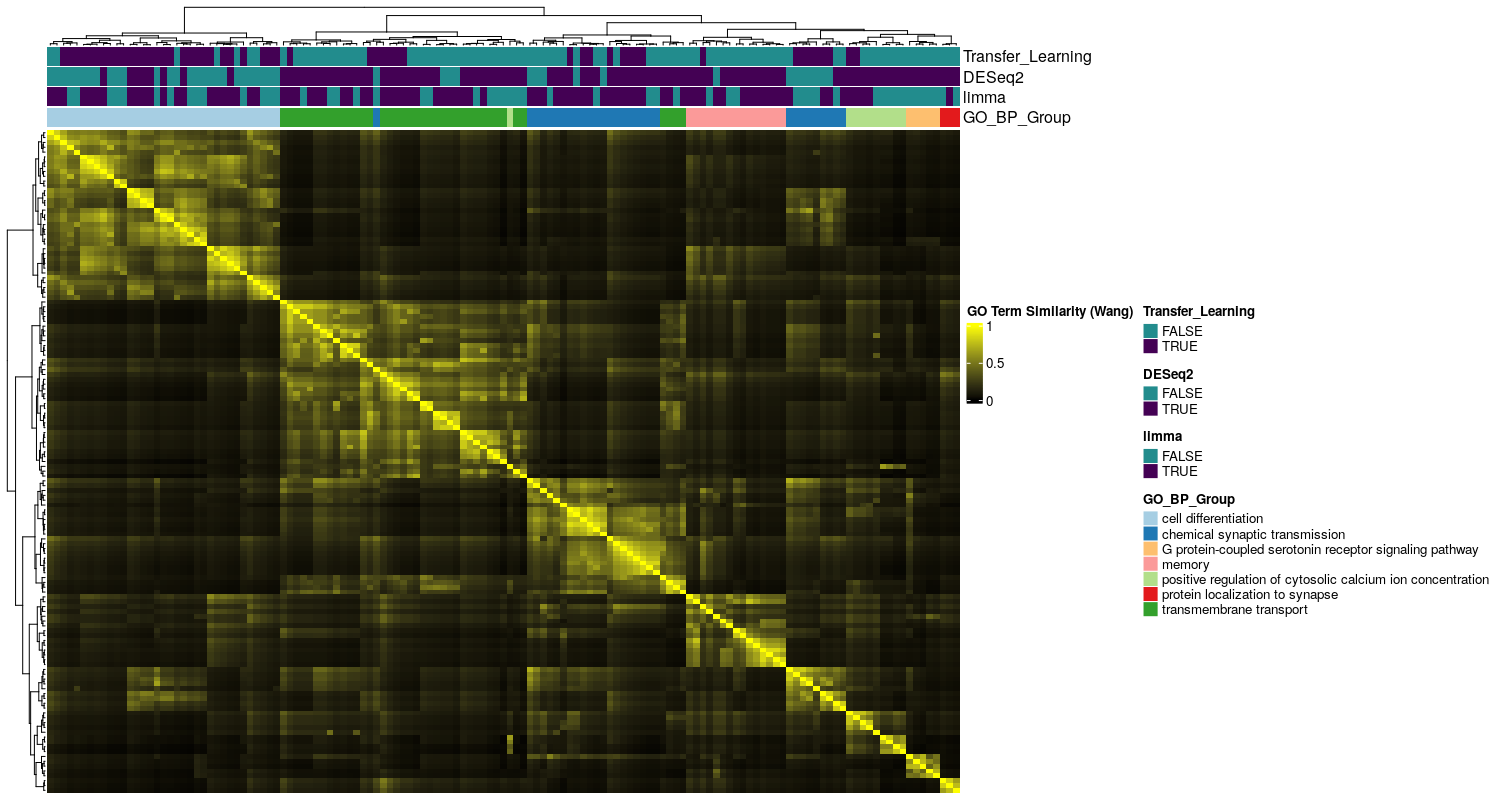 Transfer_Learning
DESeq2
limma
GO_BP_Group
GO Term Similarity (Wang)
1
0.5
0
Transfer_Learning
FALSE
TRUE
DESeq2
FALSE
TRUE
limma
FALSE
TRUE
GO_BP_Group
cell differentiation
chemical synaptic transmission
G protein-coupled serotonin receptor signaling pathway
memory
positive regulation of cytosolic calcium ion concentration
protein localization to synapse
transmembrane transport